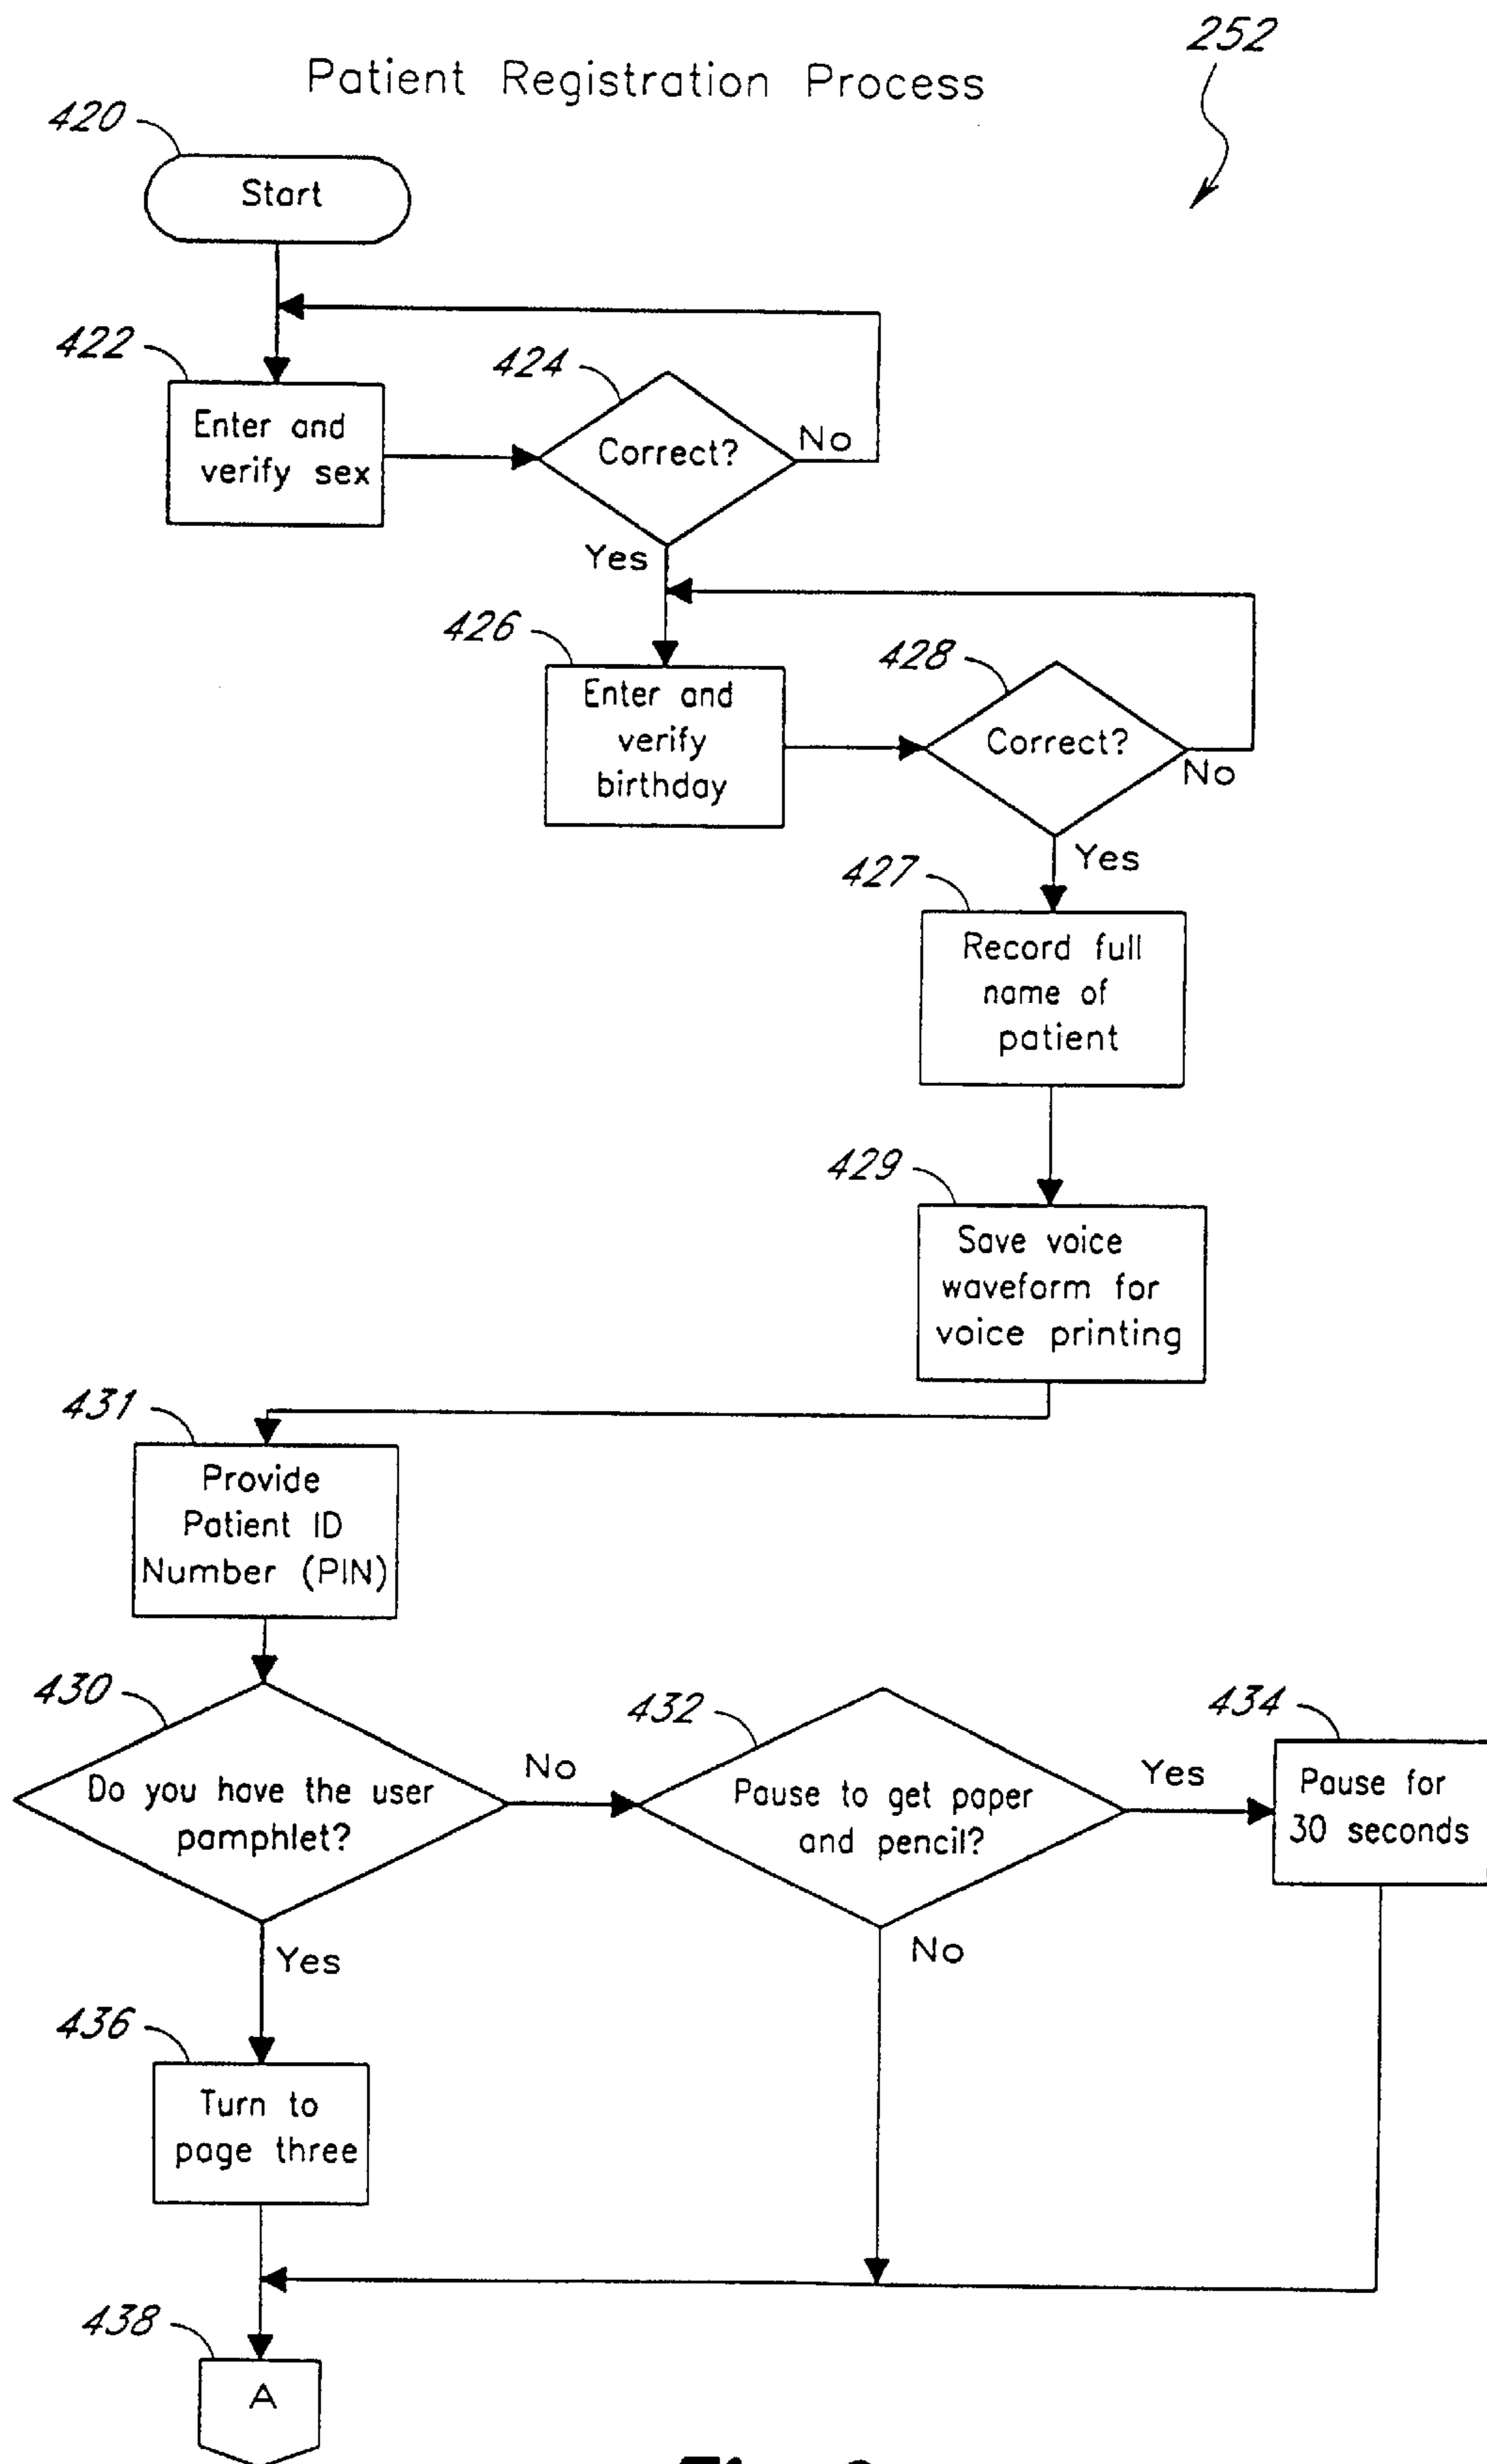 252
Patient Registration Process
420
Start
422
Enter and
verify sex
424
Correct?
No
Yes
426
Enter and
verify
birthday
428
Correct?
No
Yes
427
Record full
name of
patient
429
Save voice
waveform for
voice printing
431
Provide
Patient ID
Number (PIN)
430
Do you have the user
pamphlet?
No
432
Pause to get paper
and pencil?
Yes
434
Pause for
30 seconds
Yes
No
436
Turn to
page three
438
A